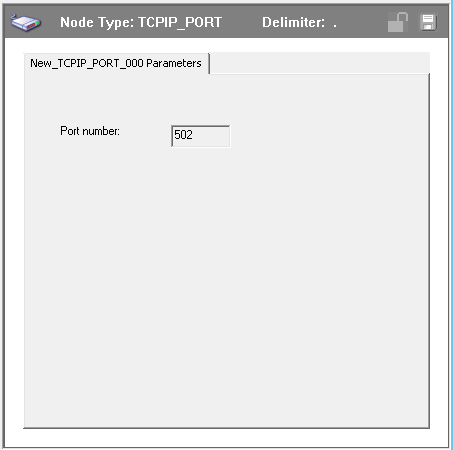 Node Type: TCPIP_PORT Delimiter: .
New_TCPIP_PORT_000 Parameters
Port number: 502